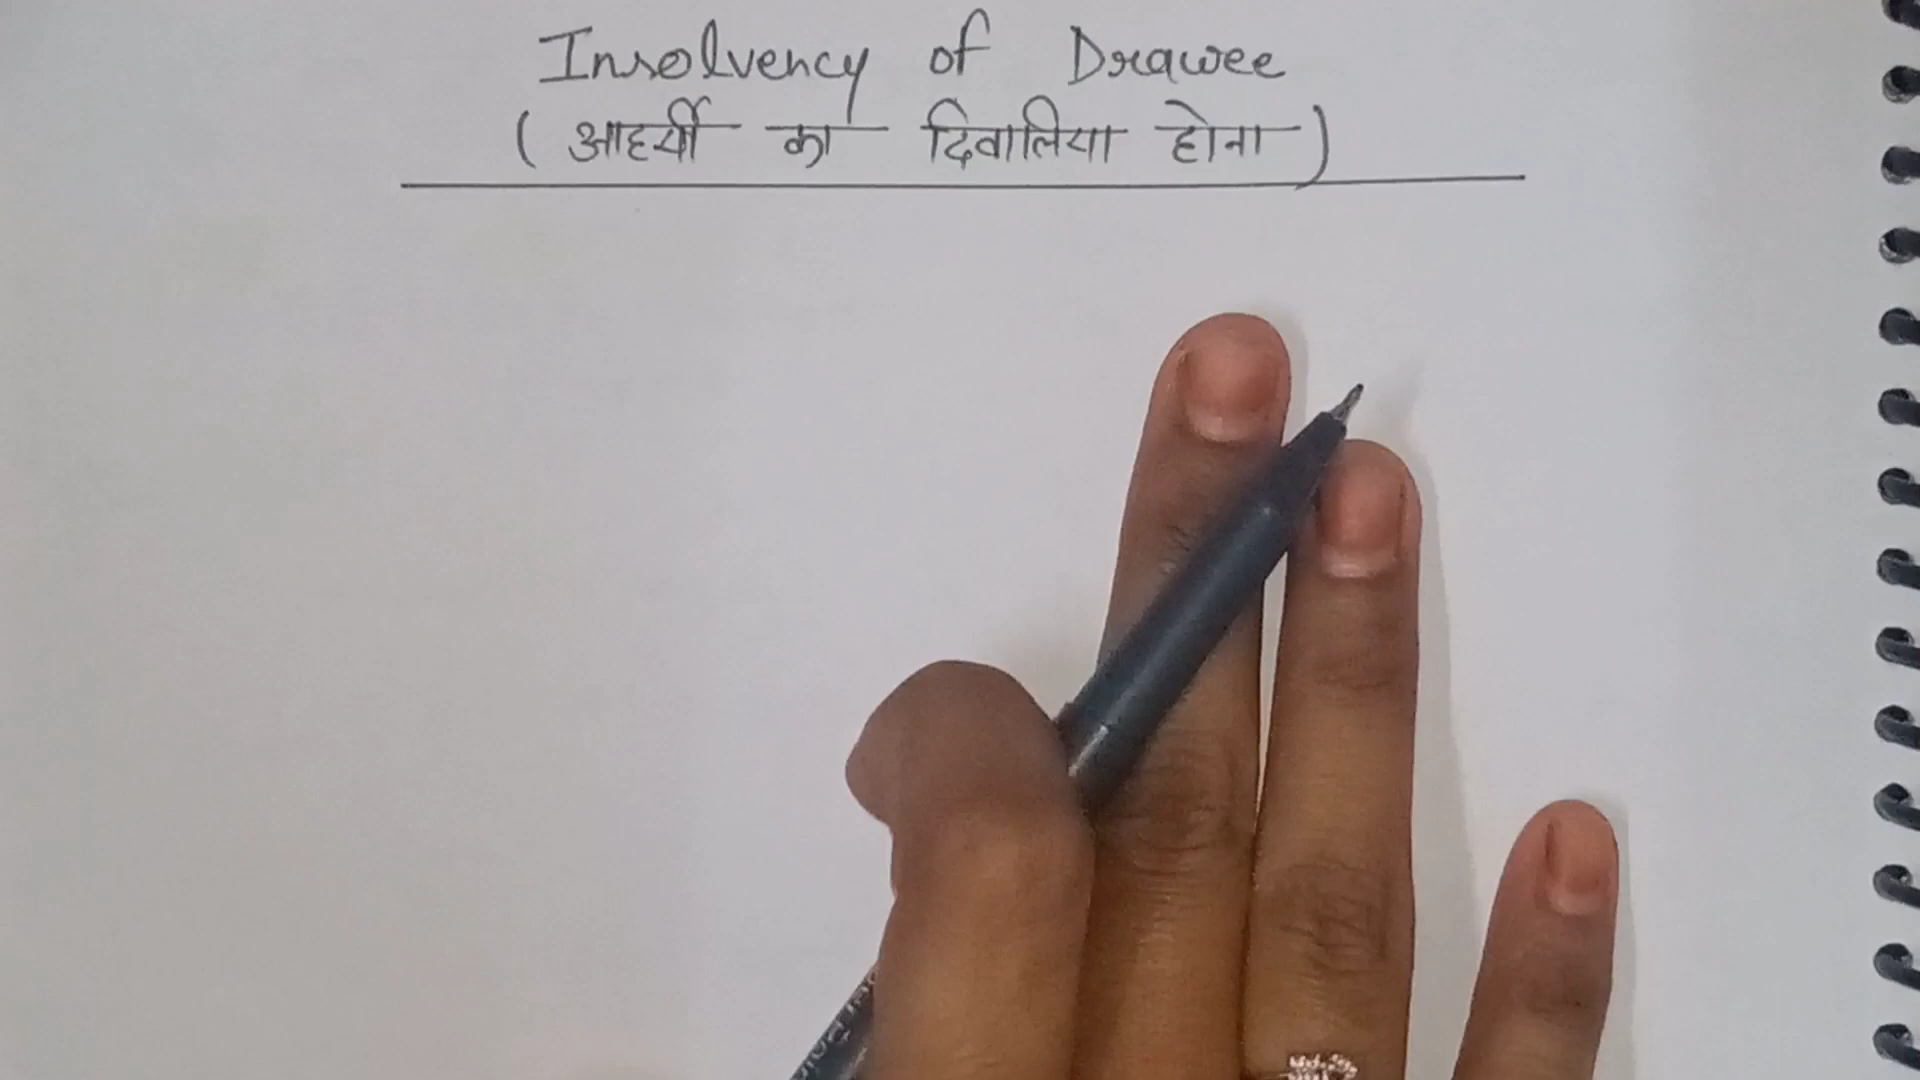 Insolvency of Drawee
( आहर्यी का दिवालिया होना )